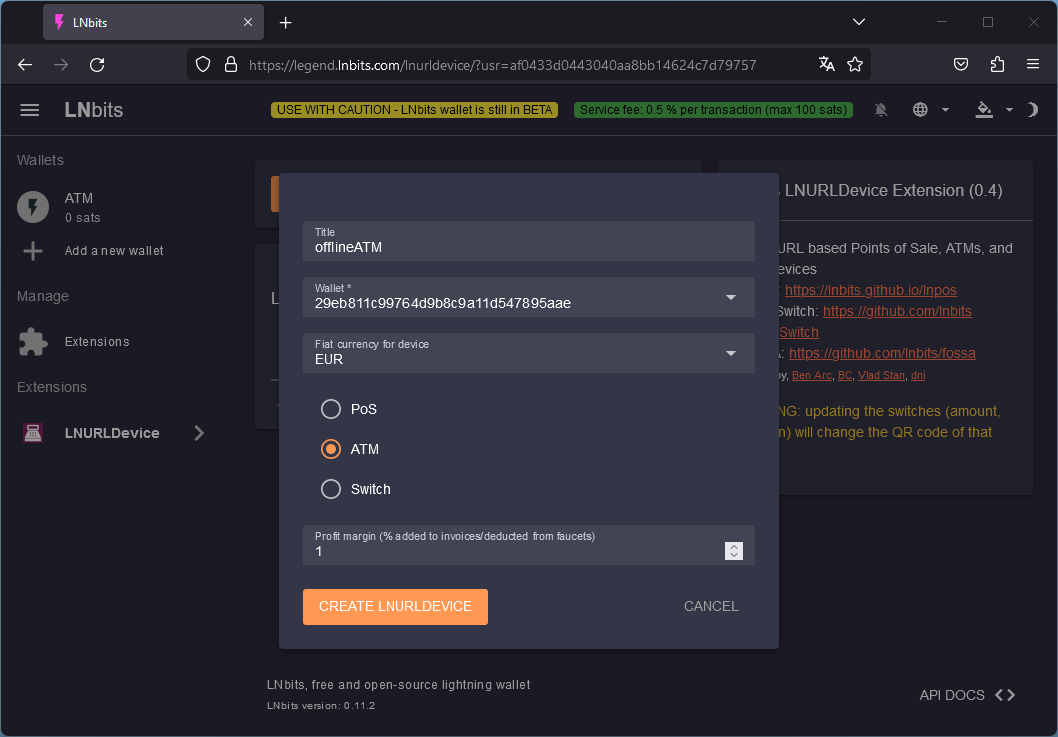 LNbits
https://legend.lnbits.com/lnurldevice/?usr=af0433d0443040aa8bb14624c7d79757
LNbits
USE WITH CAUTION - LNbits wallet is still in BETA
Service fee: 0.5 % per transaction (max 100 sats)
Wallets
ATM
0 sats
Add a new wallet
Manage
Extensions
Extensions
LNURLDevice
Title
offlineATM
Wallet *
29eb811c99764d9b8c9a11d547895aae
Fiat currency for device
EUR
PoS
ATM
Switch
Profit margin (% added to invoices/deducted from faucets)
1
CREATE LNURLDEVICE
CANCEL
LNURLDevice Extension (0.4)
URL based Points of Sale, ATMs, and
evices
: https://lnbits.github.io/lnpos
Switch: https://github.com/lnbits
Switch
: https://github.com/lnbits/fossa
by, Ben Arc, BC, Vlad Stan, dni
NG: updating the switches (amount,
n) will change the QR code of that
LNbits, free and open-source lightning wallet
LNbits version: 0.11.2
API DOCS